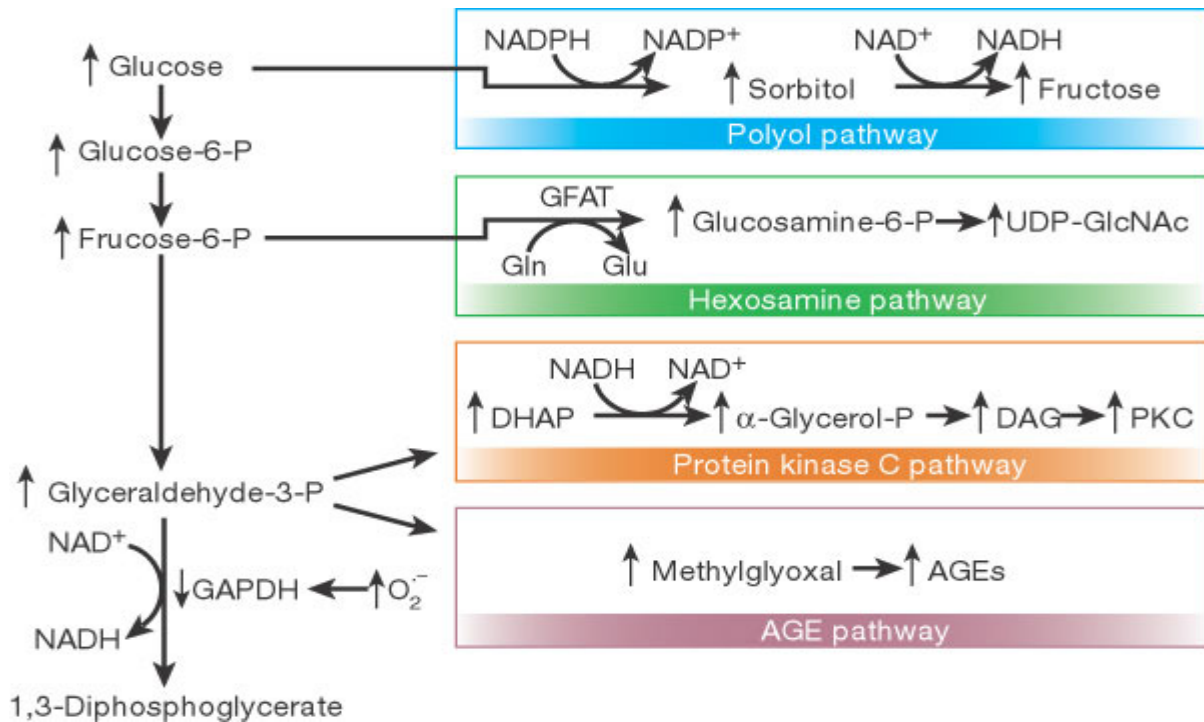 ↑ Glucose
↑ Glucose-6-P
↑ Frucose-6-P
↑ Glyceraldehyde-3-P
NAD⁺
↓GAPDH ← ↑O₂˙⁻
NADH
1,3-Diphosphoglycerate
NADPH NADP⁺ NAD⁺ NADH
↑ Sorbitol → ↑ Fructose
Polyol pathway
GFAT
↑ Glucosamine-6-P → ↑UDP-GlcNAc
Gln Glu
Hexosamine pathway
NADH NAD⁺
↑ DHAP → ↑ α-Glycerol-P → ↑ DAG → ↑ PKC
Protein kinase C pathway
↑ Methylglyoxal → ↑ AGEs
AGE pathway